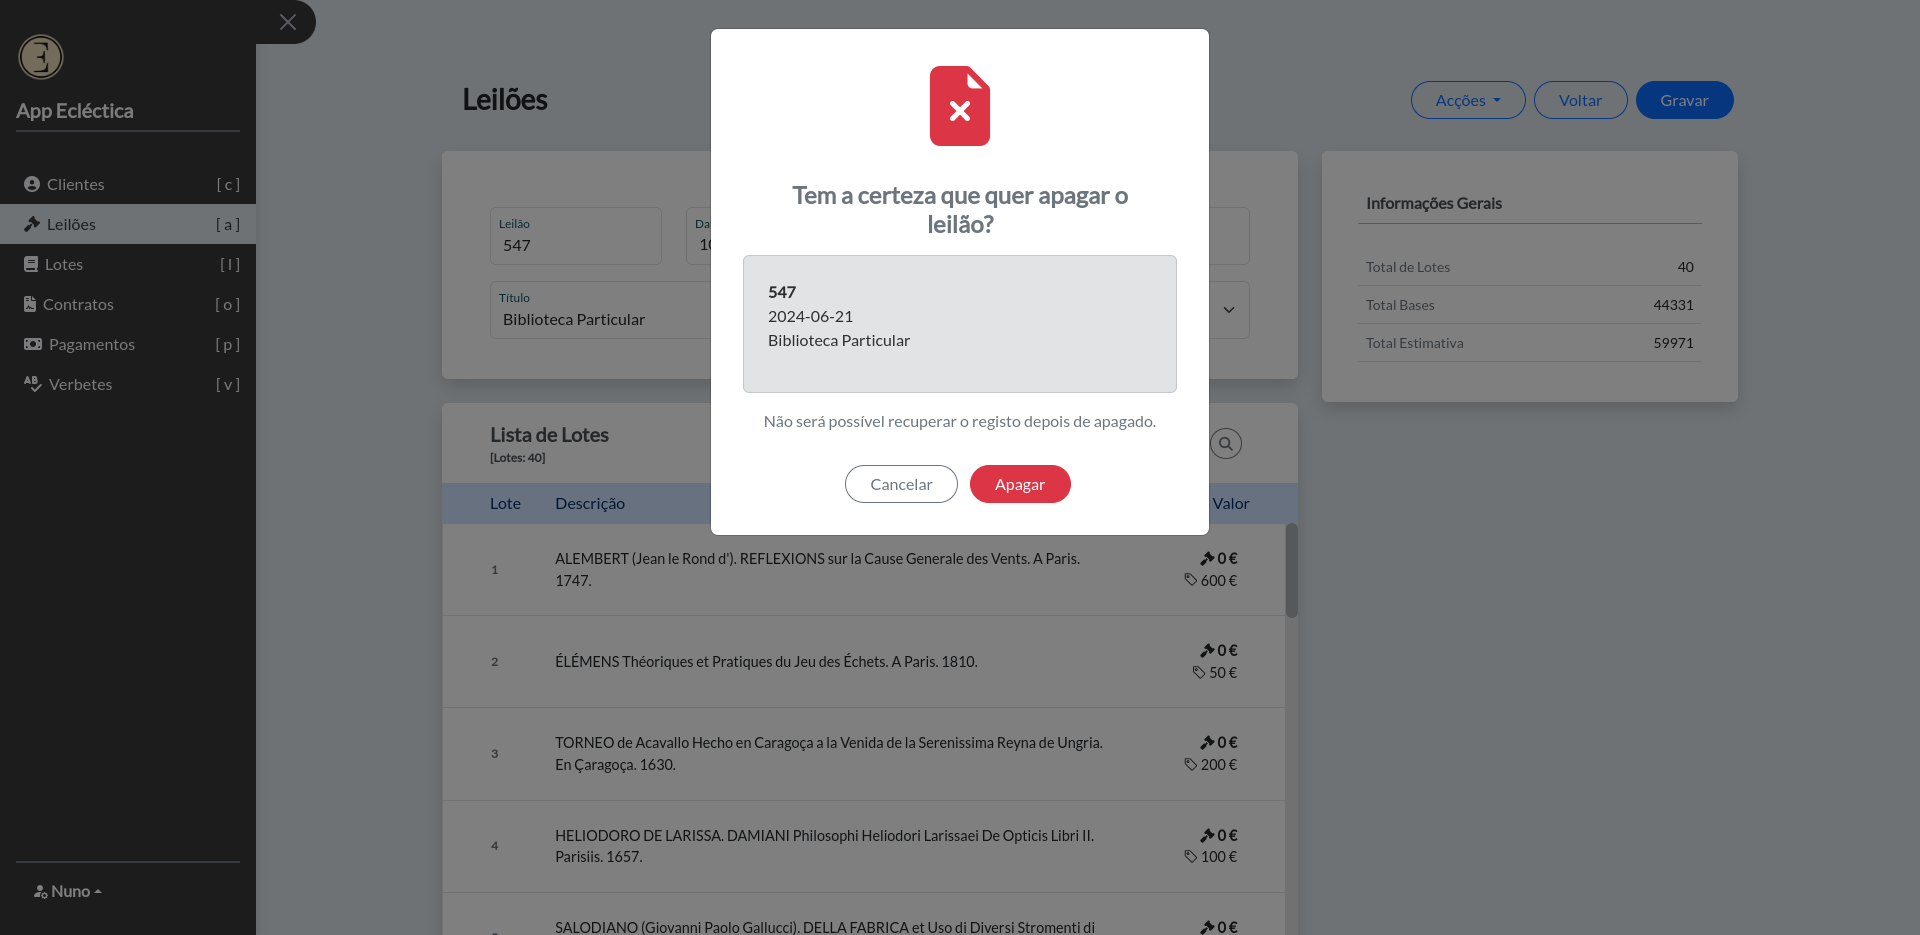 App Ecléctica
Clientes [ c ]
Leilões [ a ]
Lotes [ l ]
Contratos [ o ]
Pagamentos [ p ]
Verbetes [ v ]
Nuno
Leilões
Acções
Voltar
Gravar
Leilão
547
Título
Biblioteca Particular
Informações Gerais
Total de Lotes 40
Total Bases 44331
Total Estimativa 59971
Tem a certeza que quer apagar o
leilão?
547
2024-06-21
Biblioteca Particular
Não será possível recuperar o registo depois de apagado.
Cancelar
Apagar
Lista de Lotes
[Lotes: 40]
Lote Descrição Valor
1
ALEMBERT (Jean le Rond d'). REFLEXIONS sur la Cause Generale des Vents. A Paris.
1747.
0 €
600 €
2
ÉLÉMENS Théoriques et Pratiques du Jeu des Échets. A Paris. 1810.
0 €
50 €
3
TORNEO de Acavallo Hecho en Caragoça a la Venida de la Serenissima Reyna de Ungria.
En Çaragoça. 1630.
0 €
200 €
4
HELIODORO DE LARISSA. DAMIANI Philosophi Heliodori Larissaei De Opticis Libri II.
Parisiis. 1657.
0 €
100 €
SALODIANO (Giovanni Paolo Gallucci). DELLA FABRICA et Uso di Diversi Stromenti di
0 €